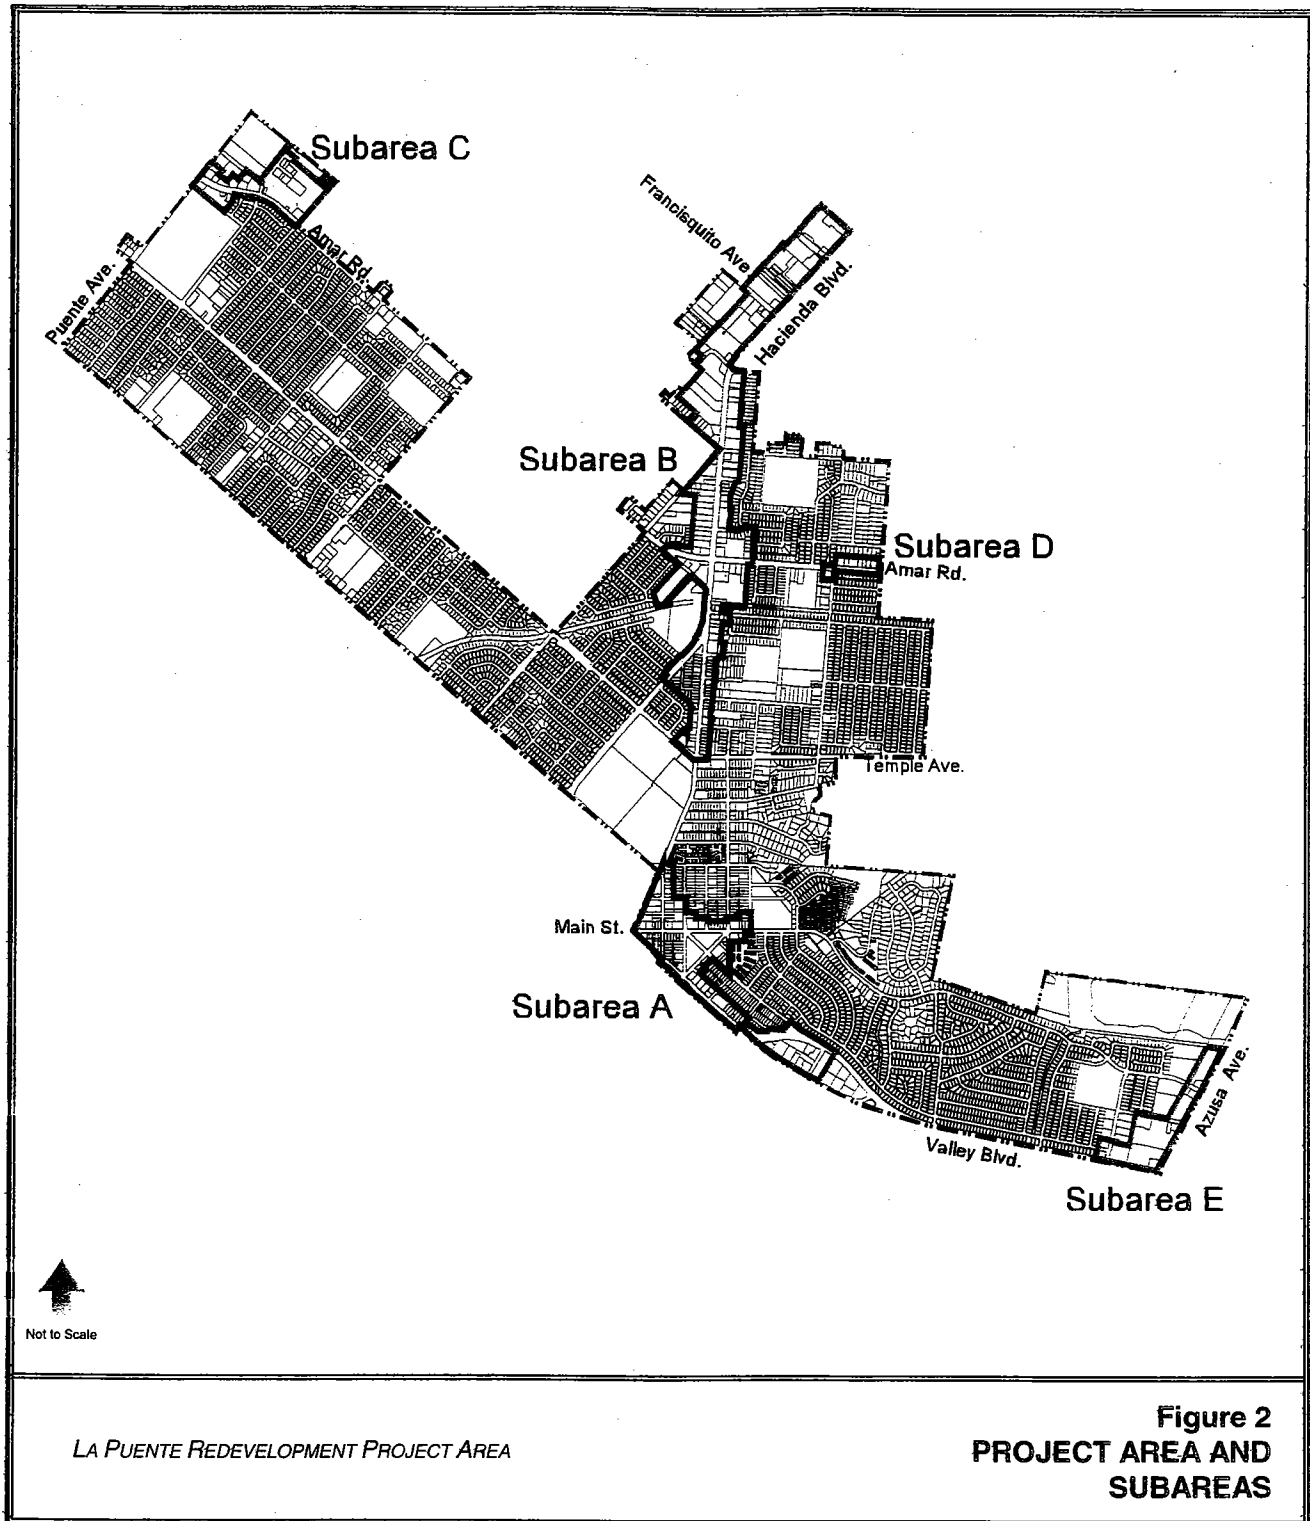 Subarea C
Francisquito Ave
Amar Rd.
Puente Ave.
Hacienda Blvd.
Subarea B
Subarea D
Amar Rd.
Temple Ave.
Main St.
Subarea A
Azusa Ave.
Valley Blvd.
Subarea E
Not to Scale
LA PUENTE REDEVELOPMENT PROJECT AREA
Figure 2
PROJECT AREA AND
SUBAREAS